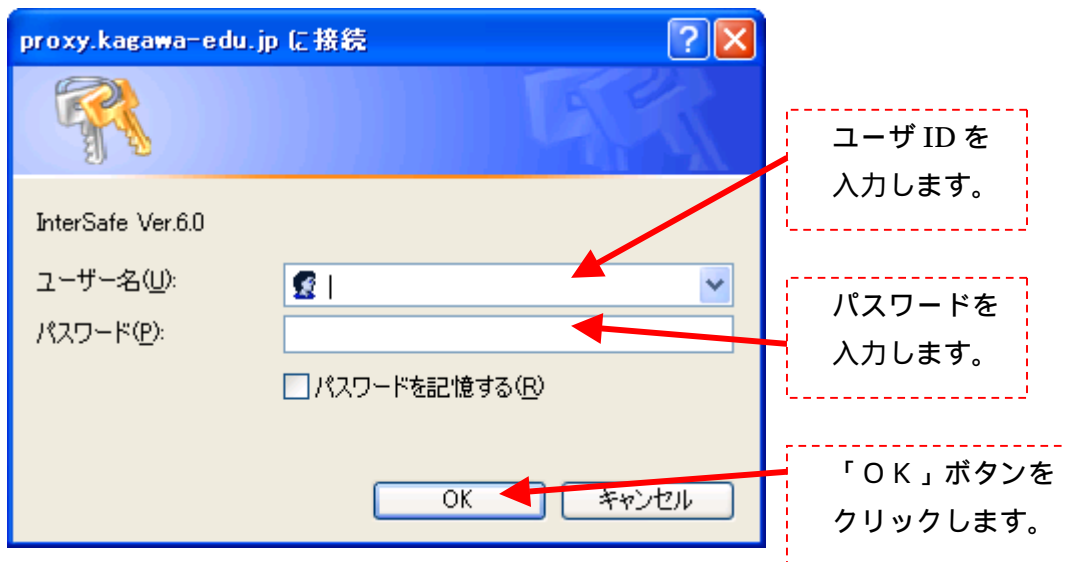 proxy.kagawa-edu.jp に接続
InterSafe Ver.6.0
ユーザー名(U):
パスワード(P):
パスワードを記憶する(R)
OK
キャンセル
ユーザ ID を
入力します。
パスワードを
入力します。
「ＯＫ」ボタンを
クリックします。